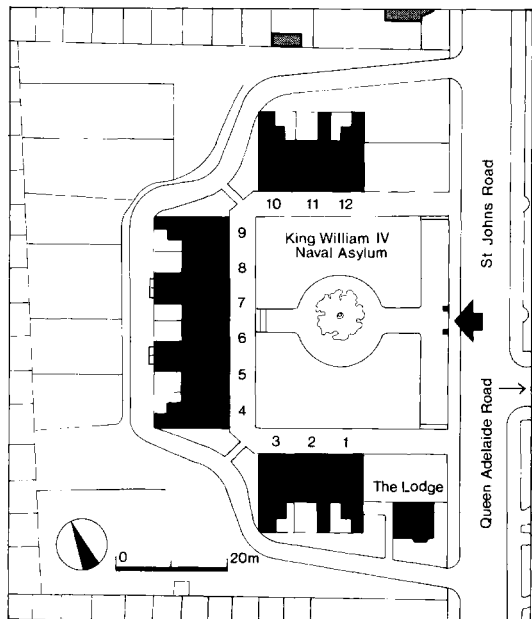 St Johns Road
10 11 12
King William IV
Naval Asylum
9
8
7
6
5
4
3 2 1
Queen Adelaide Road
The Lodge
0 20m